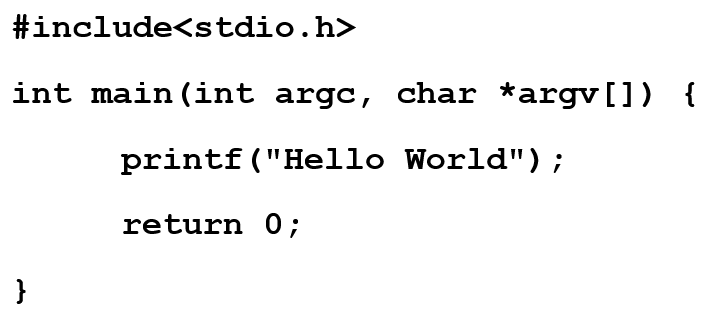 #include<stdio.h>
int main(int argc, char *argv[]) {
printf("Hello World");
return 0;
}